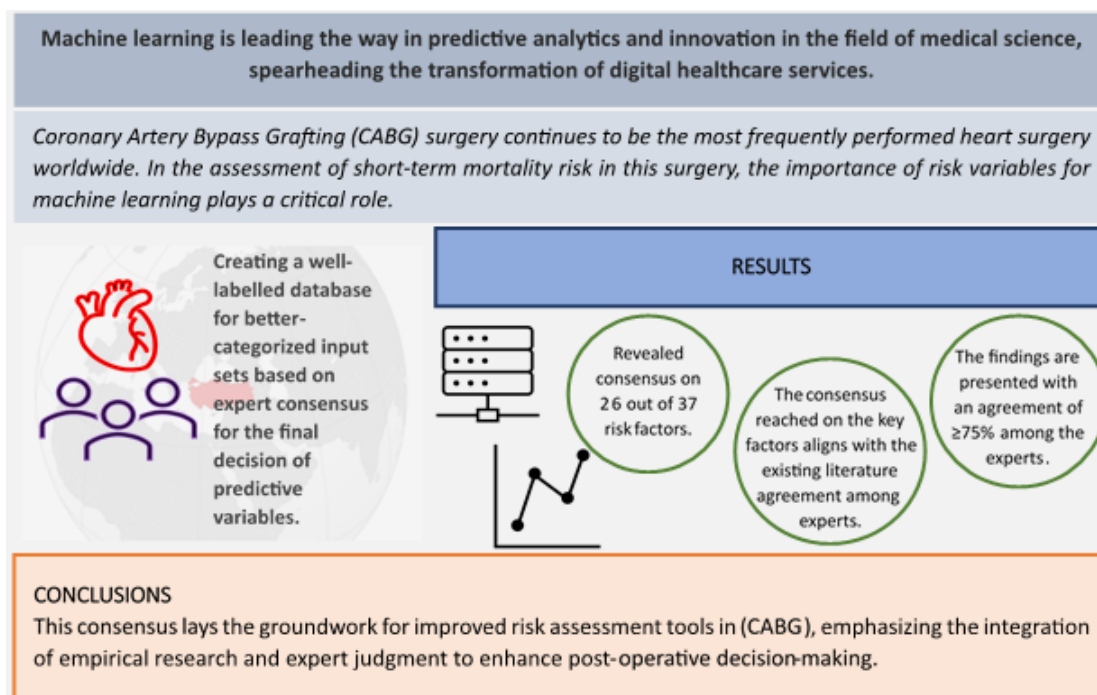 Machine learning is leading the way in predictive analytics and innovation in the field of medical science,
spearheading the transformation of digital healthcare services.
Coronary Artery Bypass Grafting (CABG) surgery continues to be the most frequently performed heart surgery
worldwide. In the assessment of short-term mortality risk in this surgery, the importance of risk variables for
machine learning plays a critical role.
Creating a well-
labelled database
for better-
categorized input
sets based on
expert consensus
for the final
decision of
predictive
variables.
RESULTS
Revealed
consensus on
26 out of 37
risk factors.
The consensus
reached on the key
factors aligns with the
existing literature
agreement among
experts.
The findings are
presented with
an agreement of
≥75% among the
experts.
CONCLUSIONS
This consensus lays the groundwork for improved risk assessment tools in (CABG), emphasizing the integration
of empirical research and expert judgment to enhance post-operative decision-making.